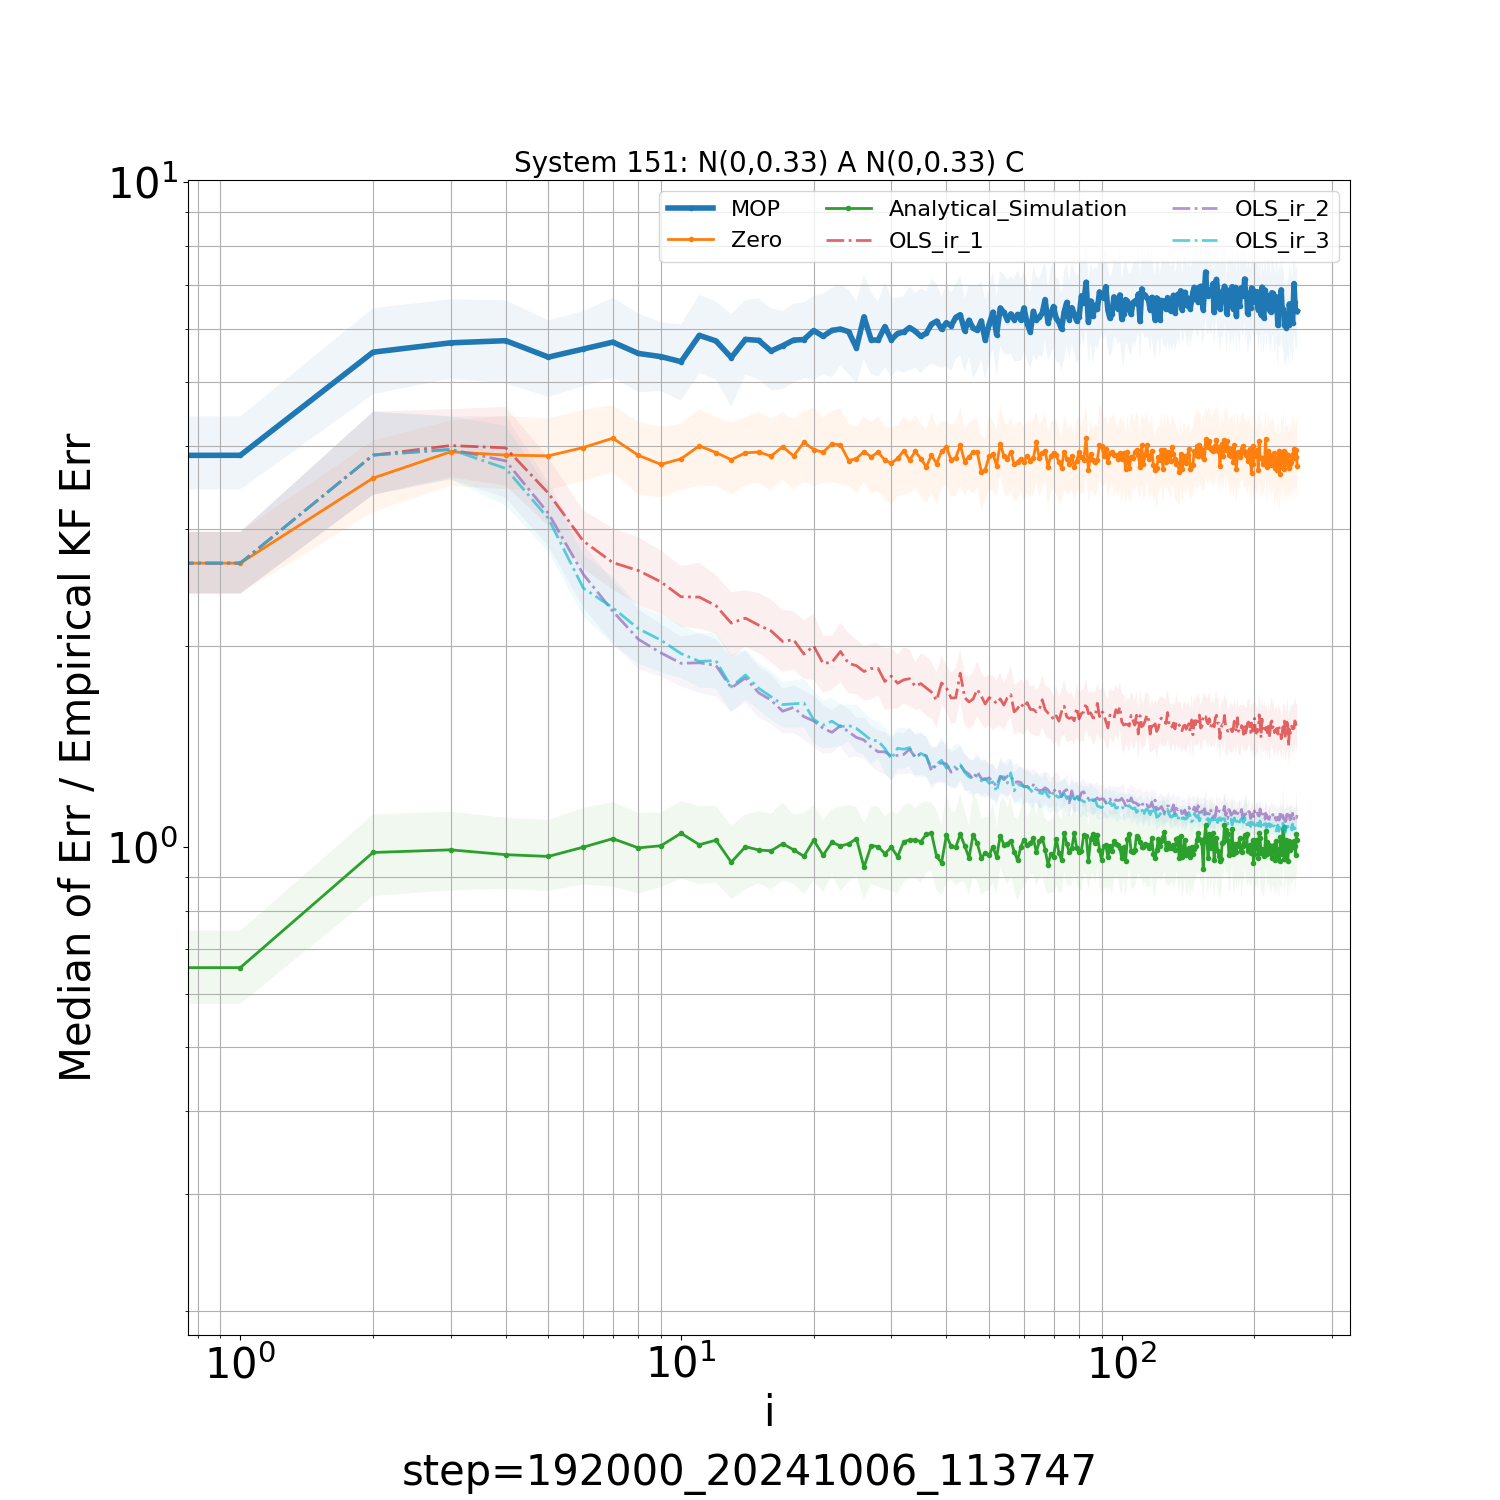 System 151: N(0,0.33) A N(0,0.33) C
10¹
MOP
Zero
Analytical_Simulation
OLS_ir_1
OLS_ir_2
OLS_ir_3
Median of Err / Empirical KF Err
10⁰
10⁰
10¹
10²
i
step=192000_20241006_113747